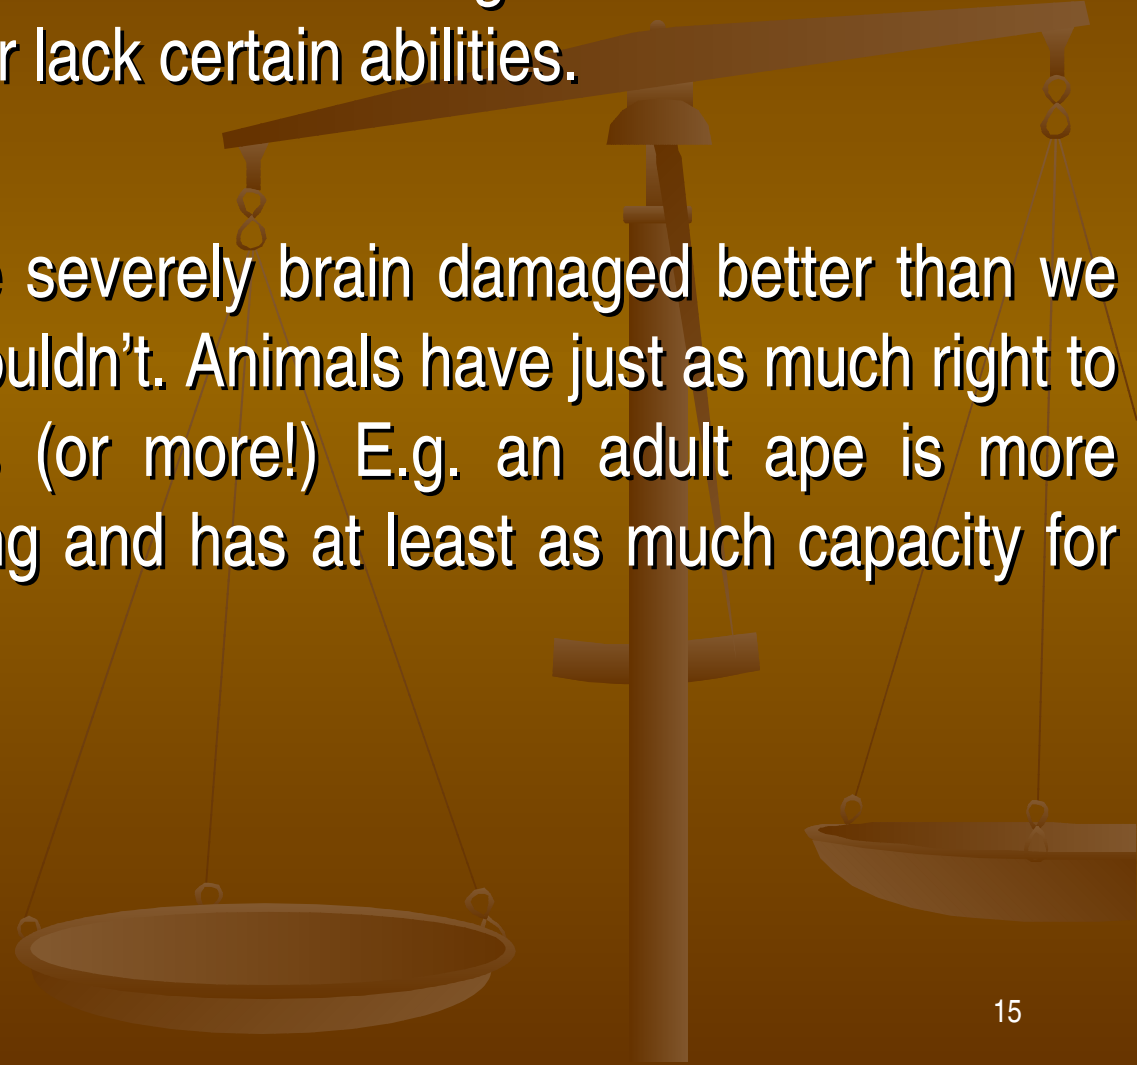 r lack certain abilities.
severely brain damaged better than we
ouldn't. Animals have just as much right to
(or more!) E.g. an adult ape is more
ng and has at least as much capacity for
15